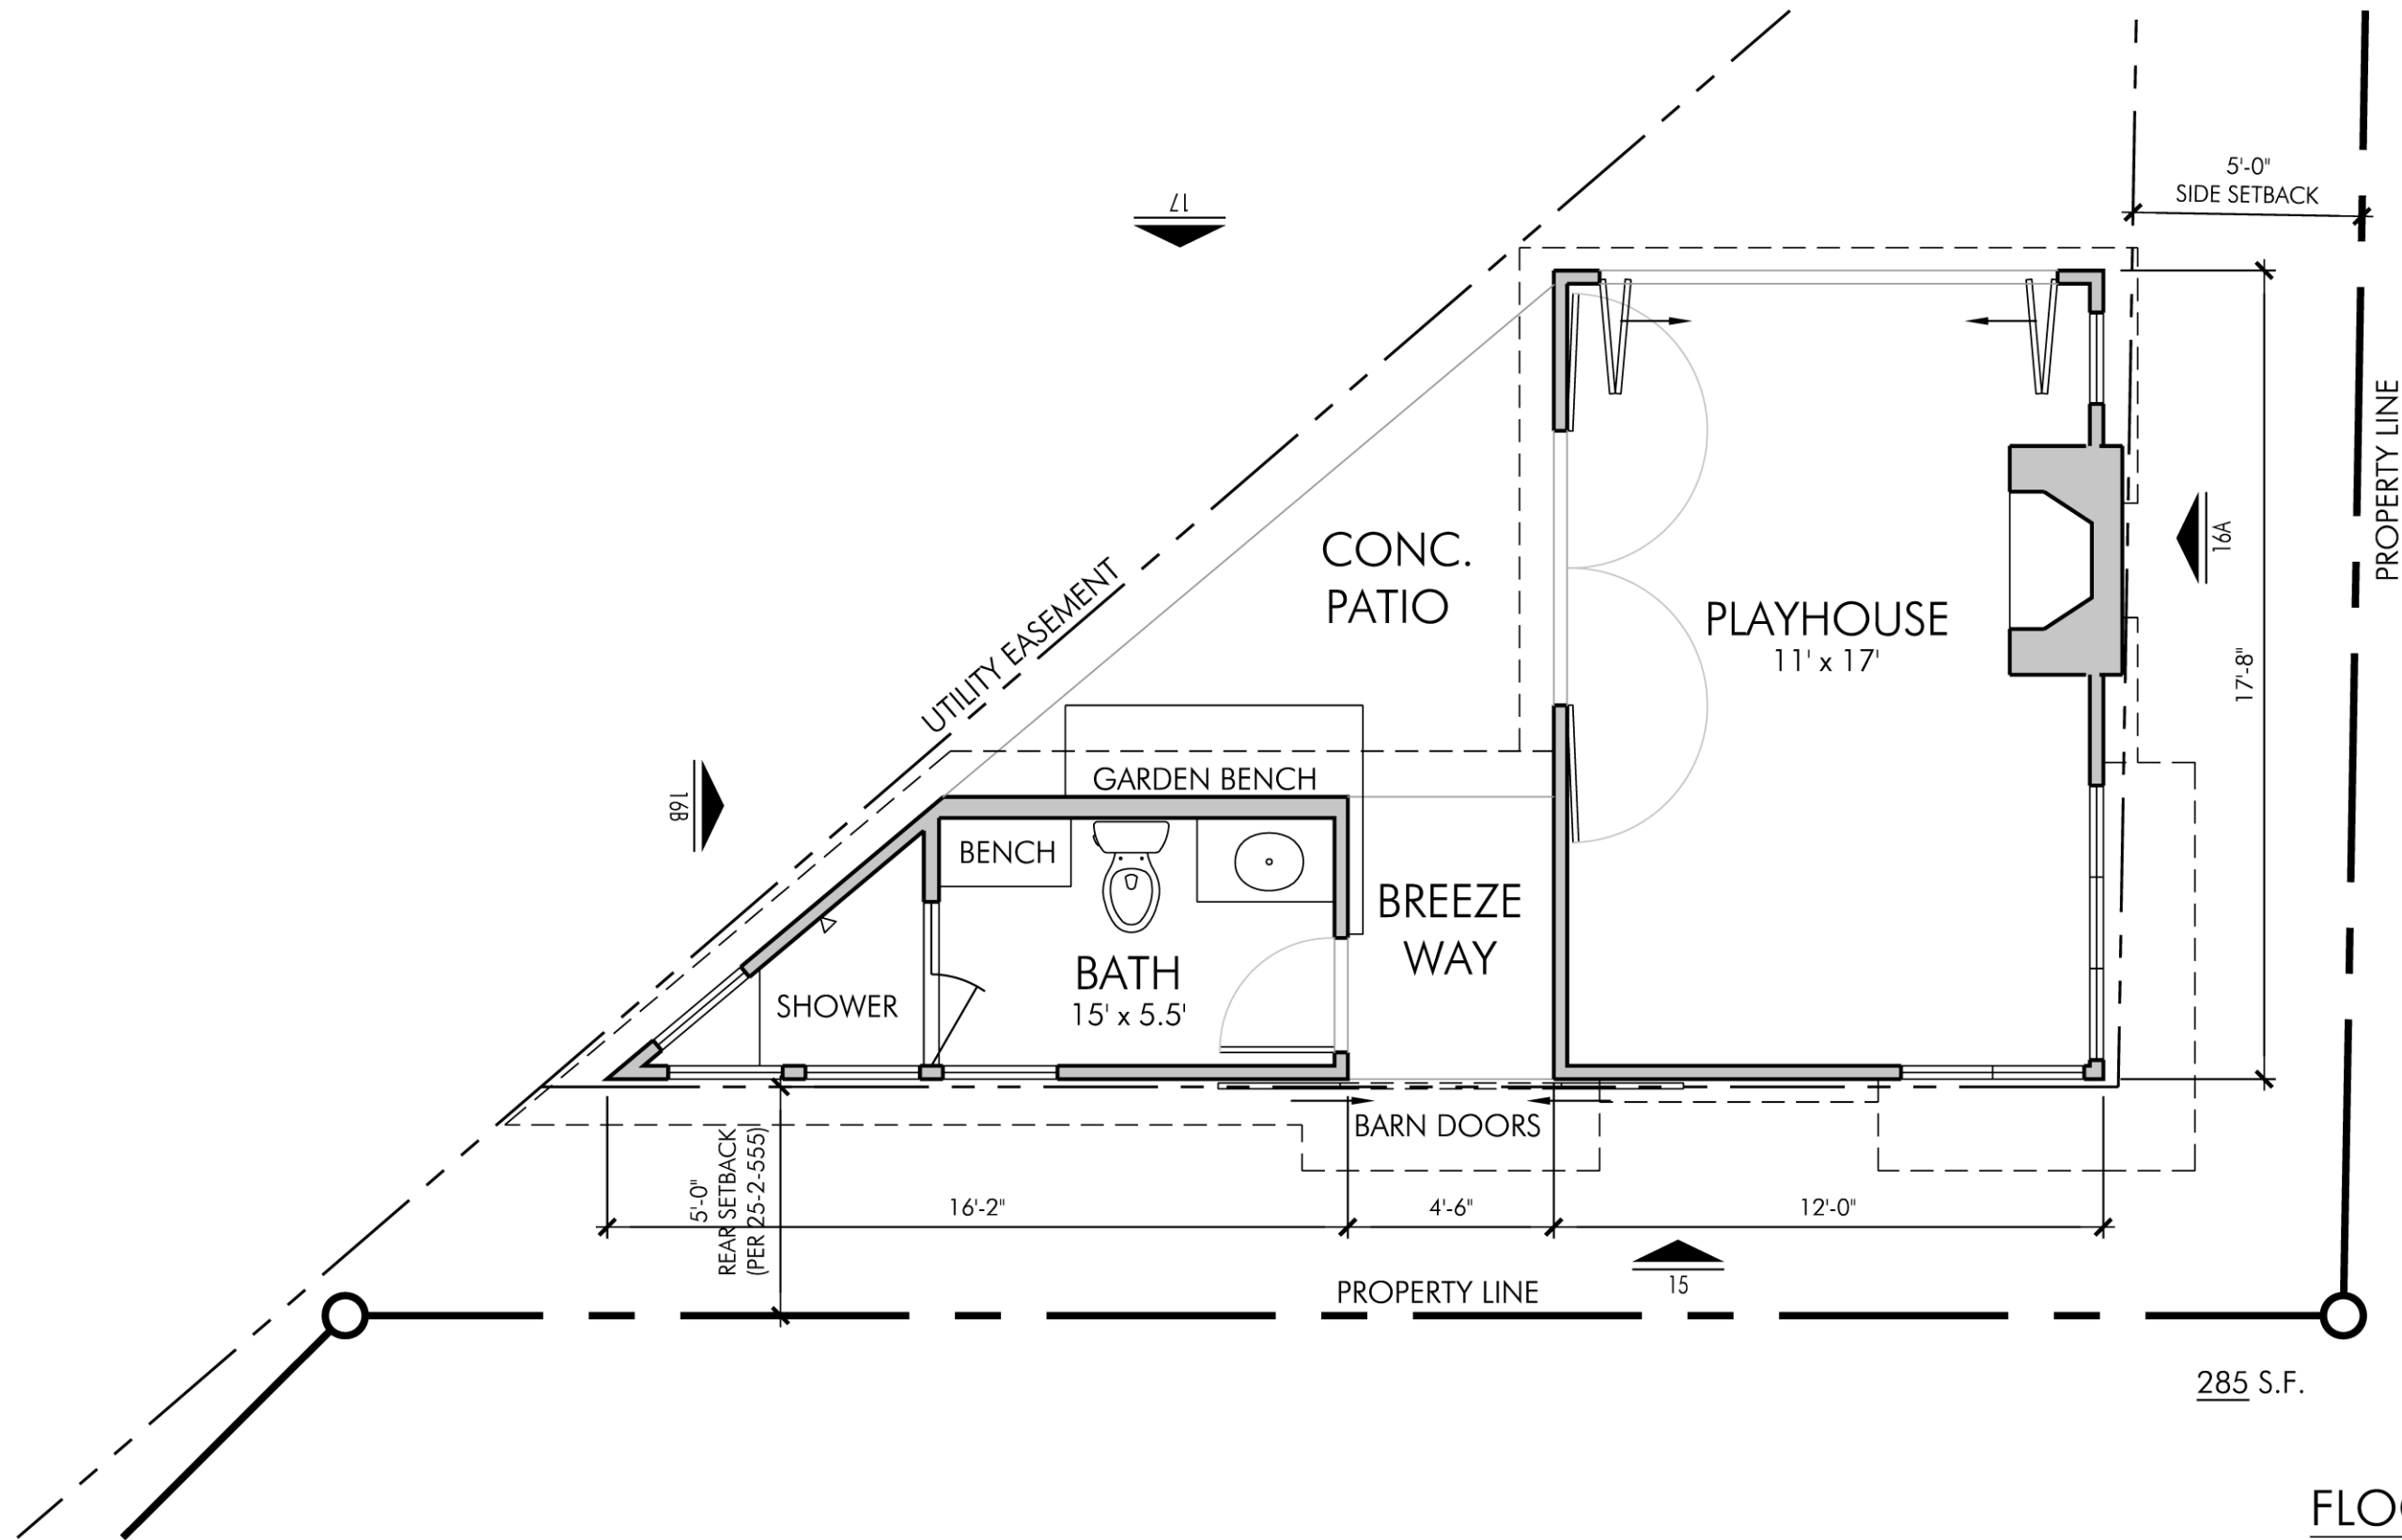 17
5'-0"
SIDE SETBACK
PROPERTY LINE
16A
17'-8"
UTILITY EASEMENT
CONC.
PATIO
PLAYHOUSE
11' x 17'
GARDEN BENCH
16B
BENCH
BREEZE
WAY
BATH
15' x 5.5'
SHOWER
BARN DOORS
5'-0"
REAR SETBACK
(PER 25-2-555)
16'-2"
4'-6"
12'-0"
15
PROPERTY LINE
285 S.F.